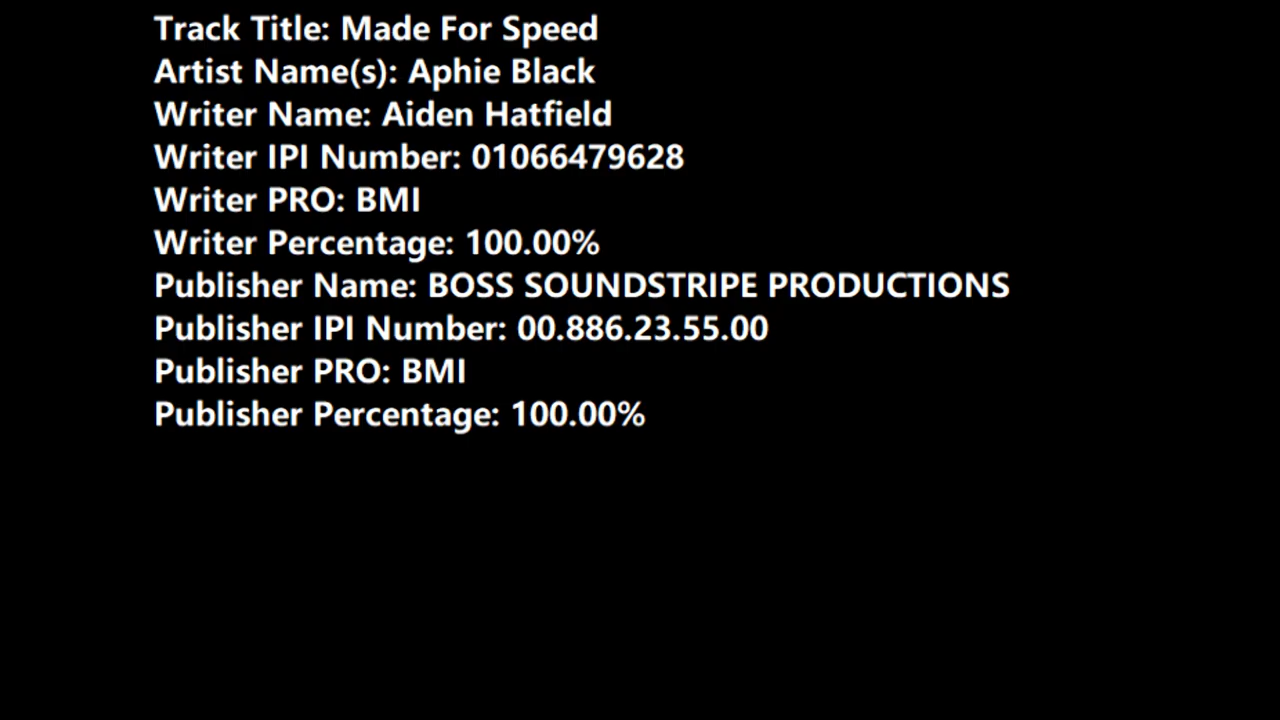 Track Title: Made For Speed
Artist Name(s): Aphie Black
Writer Name: Aiden Hatfield
Writer IPI Number: 01066479628
Writer PRO: BMI
Writer Percentage: 100.00%
Publisher Name: BOSS SOUNDSTRIPE PRODUCTIONS
Publisher IPI Number: 00.886.23.55.00
Publisher PRO: BMI
Publisher Percentage: 100.00%